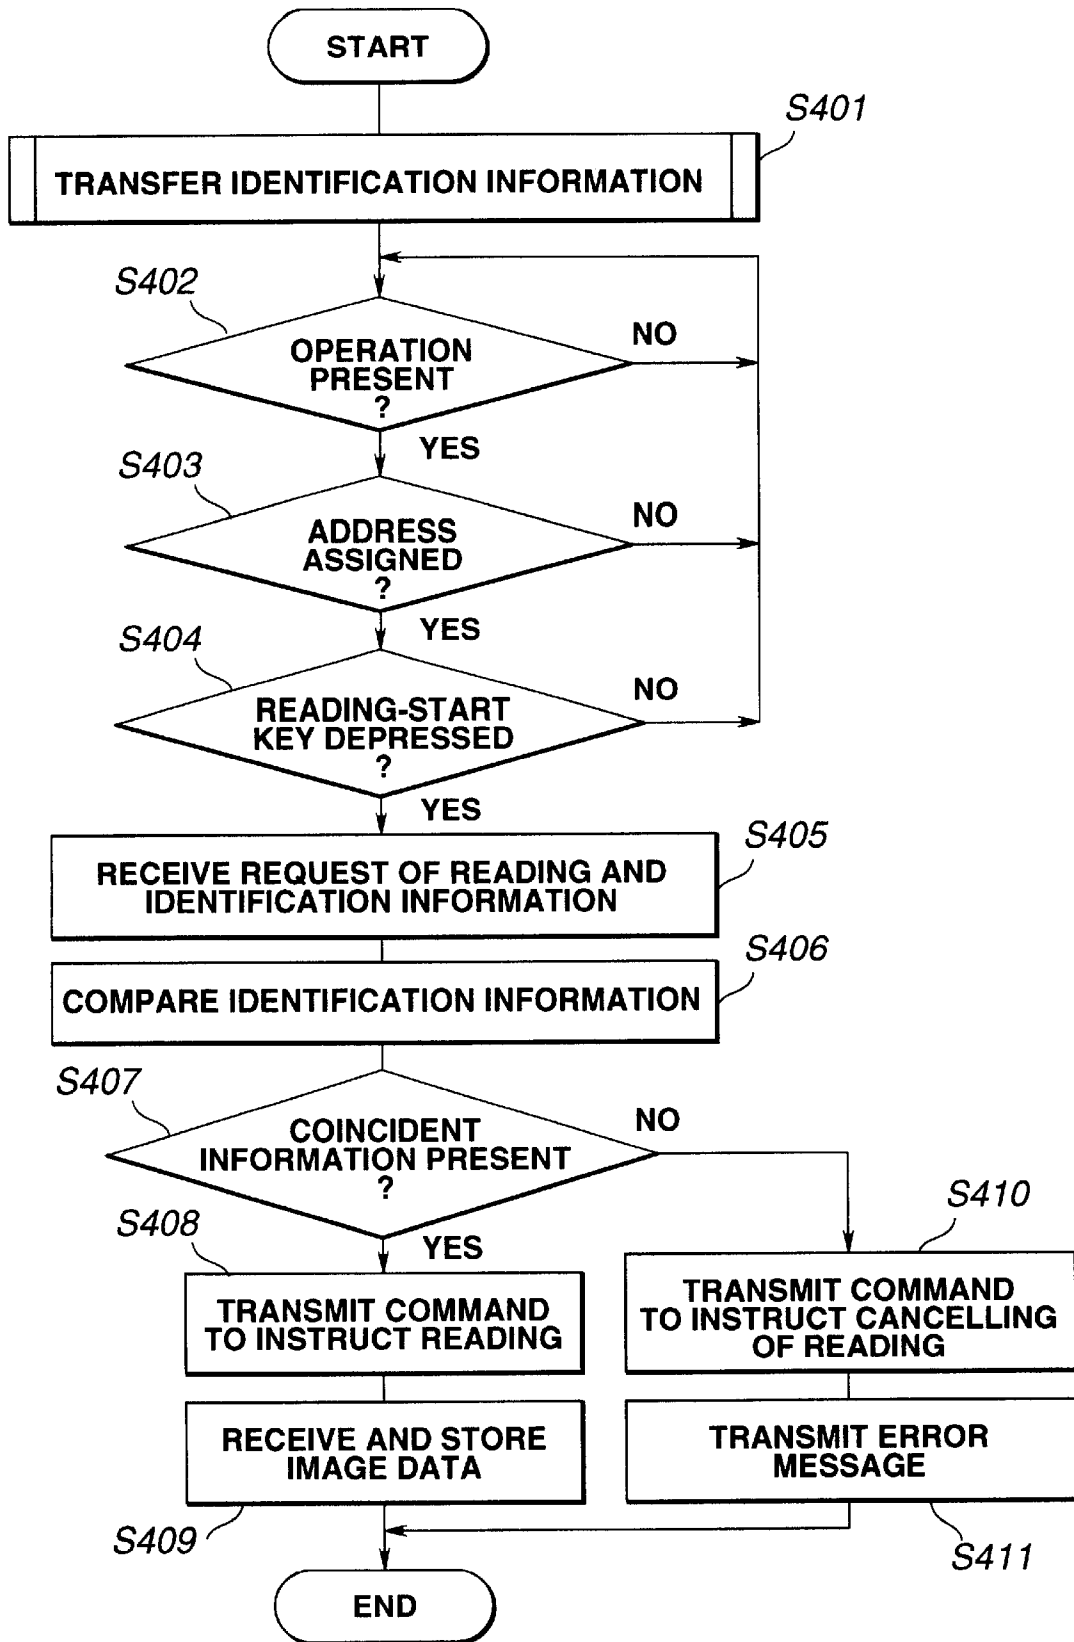 START
S401
TRANSFER IDENTIFICATION INFORMATION
S402
OPERATION
PRESENT
?
NO
YES
S403
ADDRESS
ASSIGNED
?
NO
YES
S404
READING-START
KEY DEPRESSED
?
NO
YES
S405
RECEIVE REQUEST OF READING AND
IDENTIFICATION INFORMATION
S406
COMPARE IDENTIFICATION INFORMATION
S407
COINCIDENT
INFORMATION PRESENT
?
NO
YES
S408
TRANSMIT COMMAND
TO INSTRUCT READING
S410
TRANSMIT COMMAND
TO INSTRUCT CANCELLING
OF READING
RECEIVE AND STORE
IMAGE DATA
S409
TRANSMIT ERROR
MESSAGE
S411
END